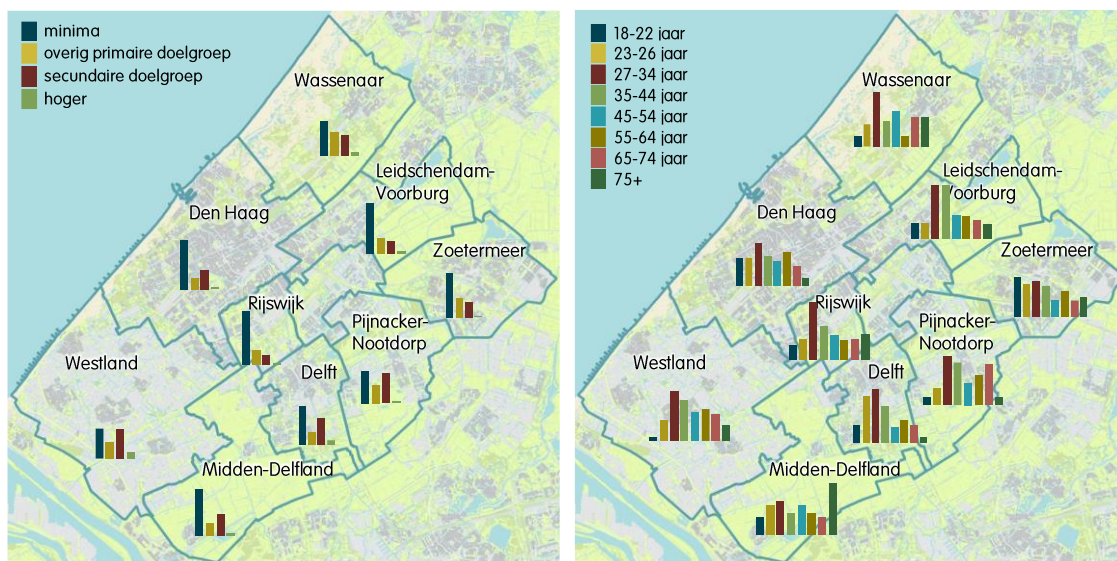 minima
overig primaire doelgroep
secundaire doelgroep
hoger
Wassenaar
Leidschendam-
Voorburg
Den Haag
Zoetermeer
Rijswijk
Pijnacker-
Nootdorp
Westland
Delft
Midden-Delfland
18-22 jaar
23-26 jaar
27-34 jaar
35-44 jaar
45-54 jaar
55-64 jaar
65-74 jaar
75+
Wassenaar
Leidschendam-
Voorburg
Den Haag
Zoetermeer
Rijswijk
Pijnacker-
Nootdorp
Westland
Delft
Midden-Delfland